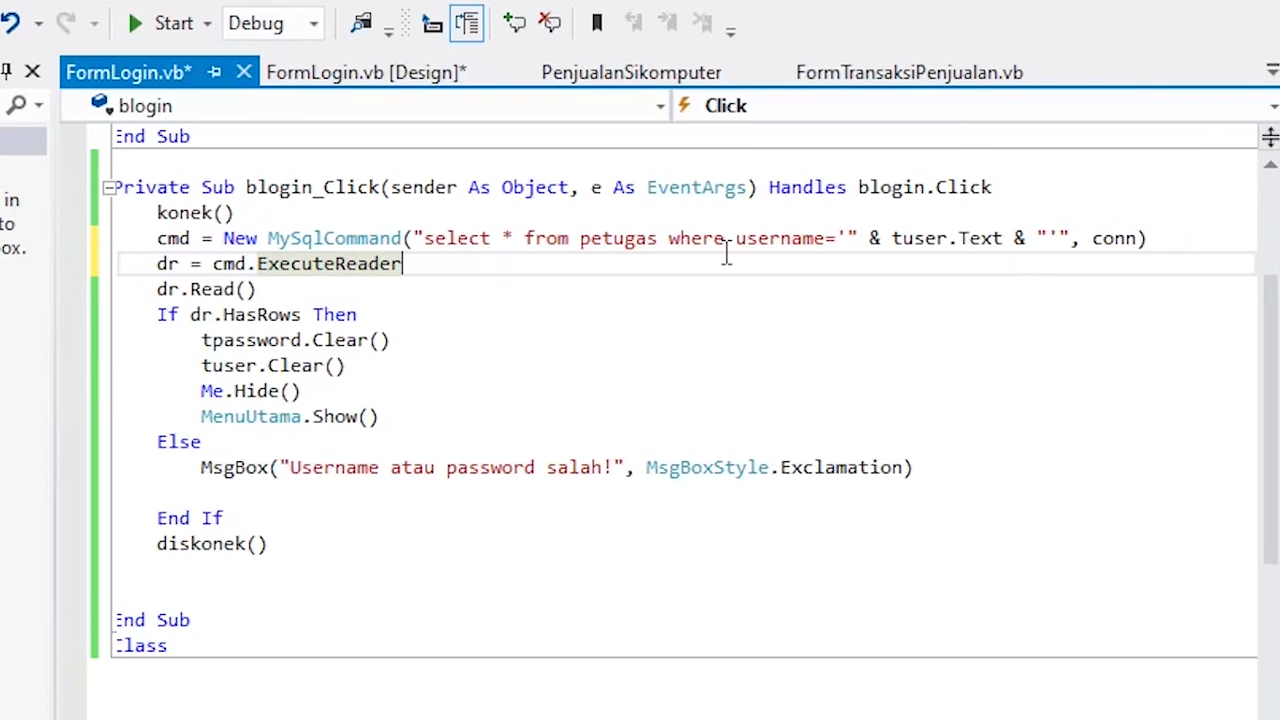 Start Debug
FormLogin.vb* FormLogin.vb [Design]* PenjualanSikomputer FormTransaksiPenjualan.vb
blogin Click
End Sub
Private Sub blogin_Click(sender As Object, e As EventArgs) Handles blogin.Click
in
konek()
to
cmd = New MySqlCommand("select * from petugas where username='" & tuser.Text & "'", conn)
ox.
dr = cmd.ExecuteReader
dr.Read()
If dr.HasRows Then
tpassword.Clear()
tuser.Clear()
Me.Hide()
MenuUtama.Show()
Else
MsgBox("Username atau password salah!", MsgBoxStyle.Exclamation)
End If
diskonek()
End Sub
Class